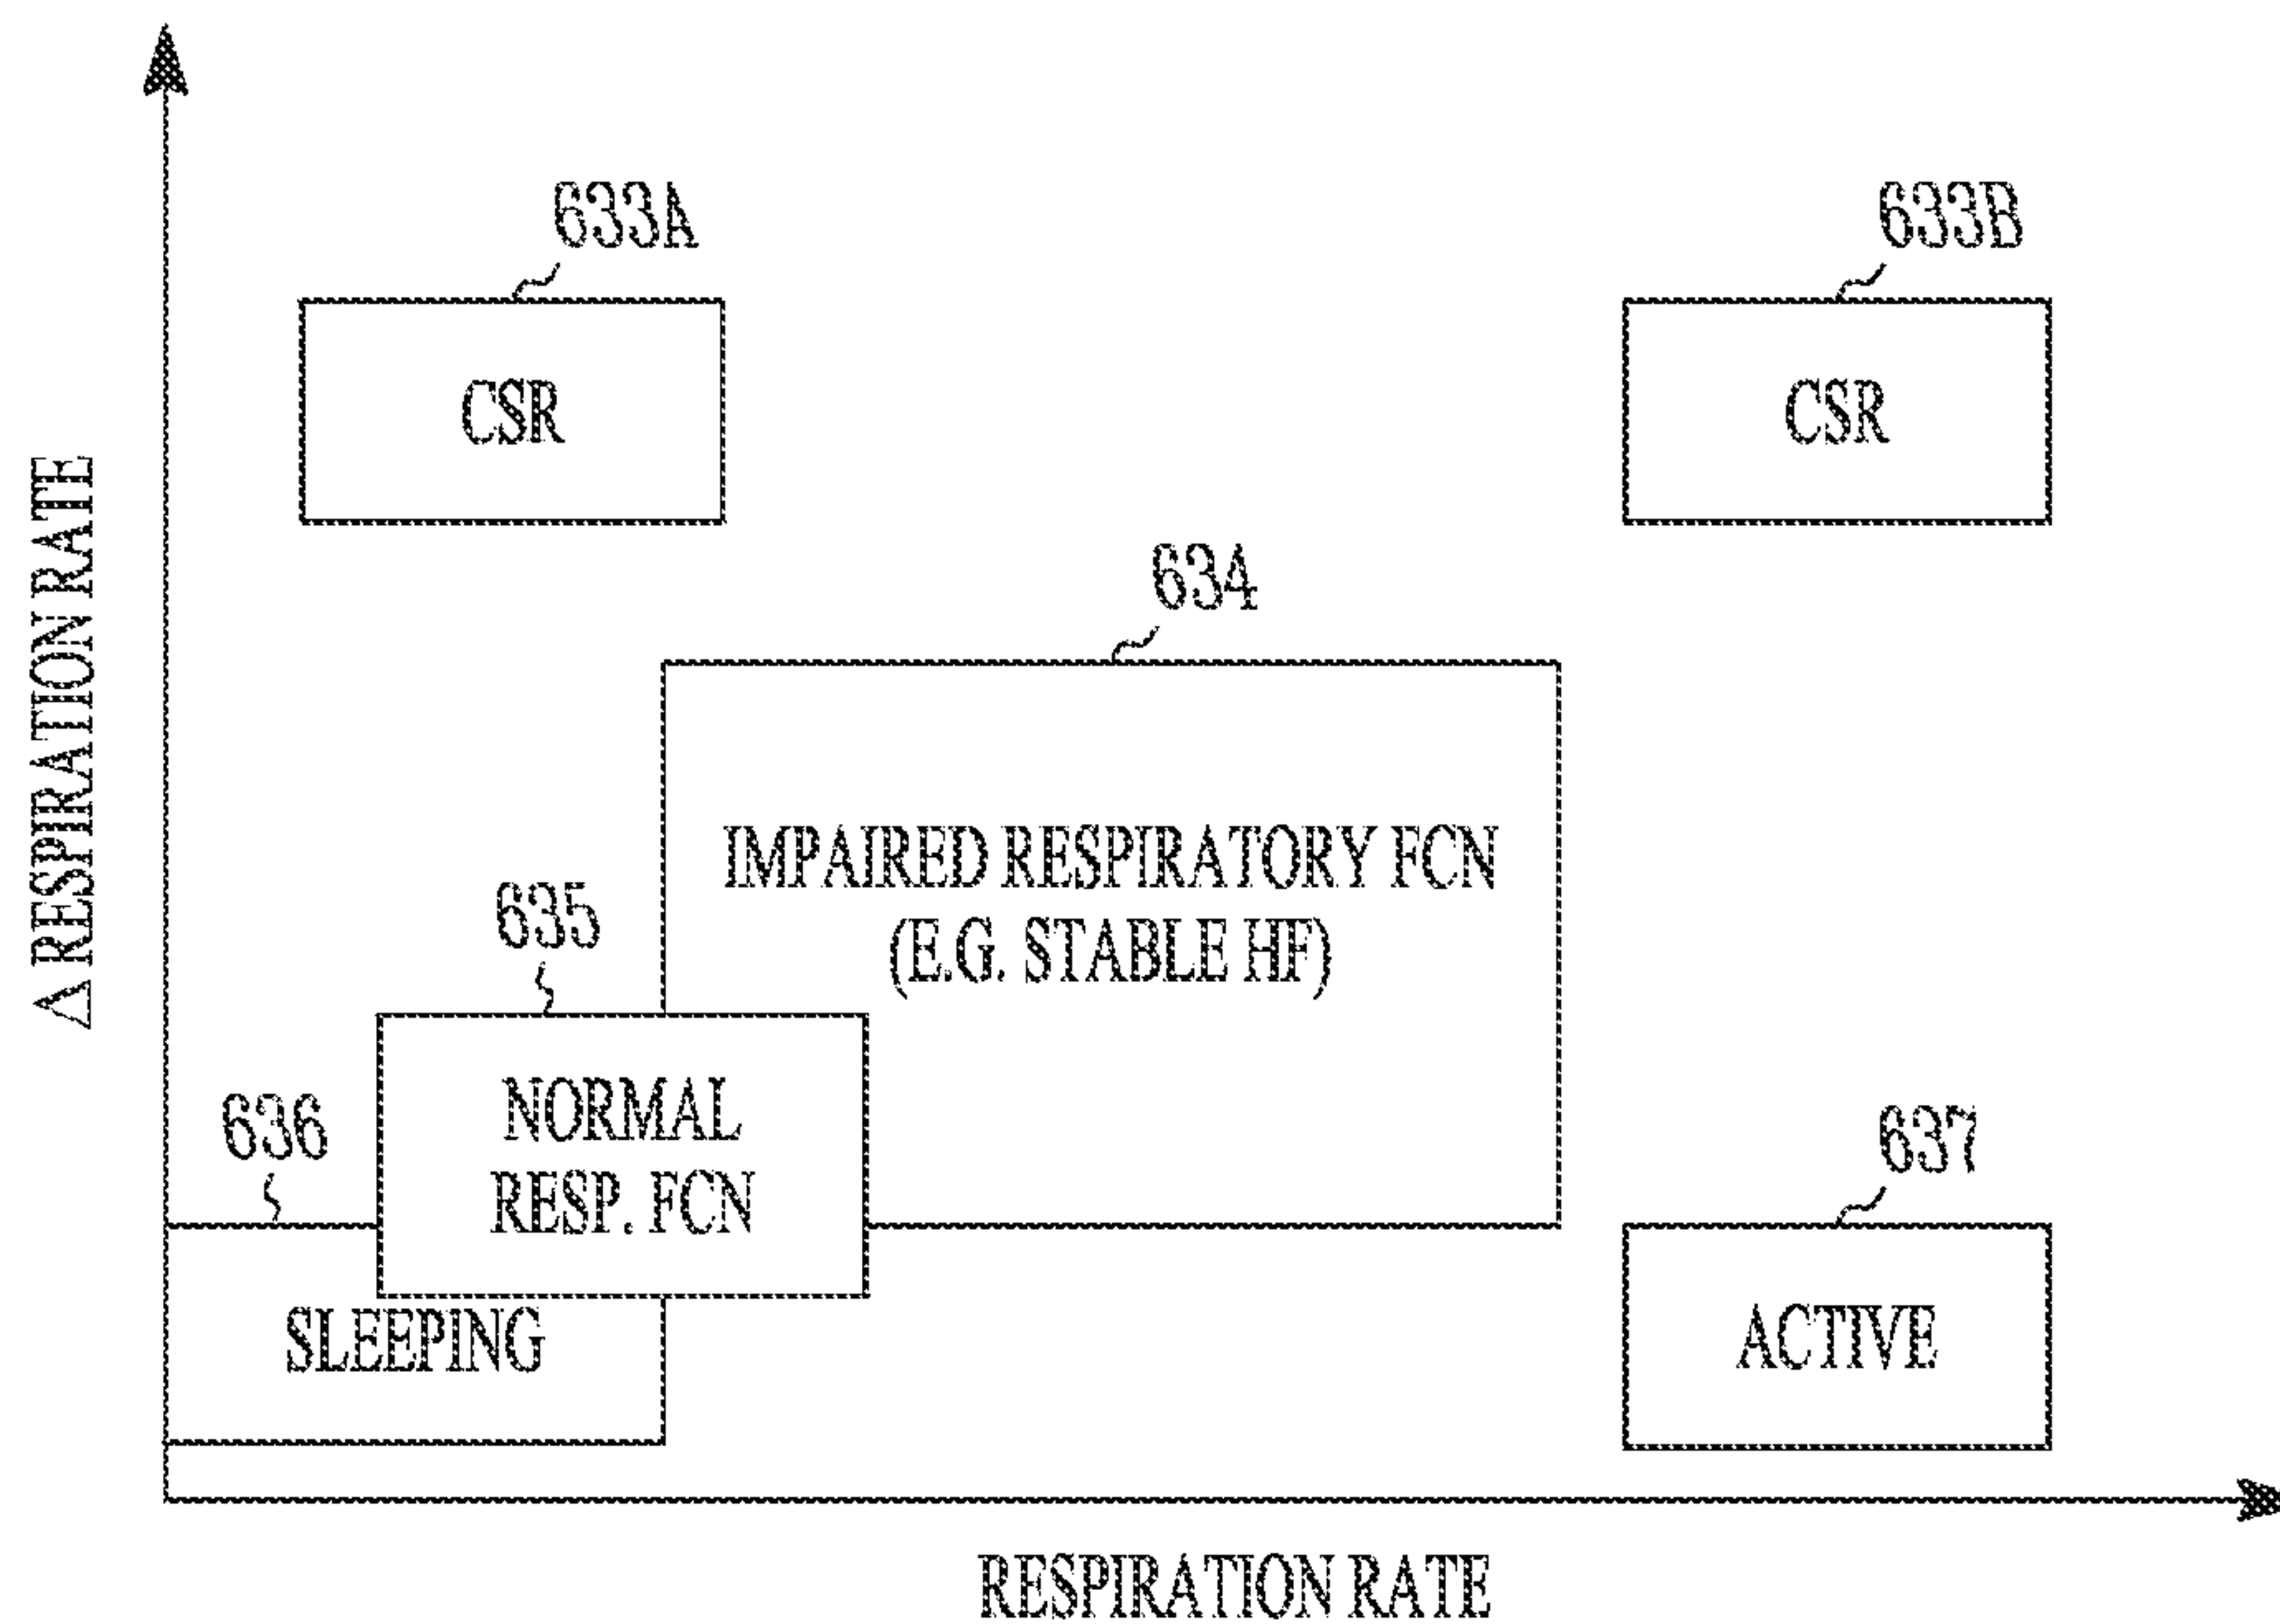 633A
633B
CSR
CSR
634
△ RESPIRATION RATE
IMPAIRED RESPIRATORY FCN
(E.G. STABLE HF)
635
NORMAL
RESP. FCN
636
637
SLEEPING
ACTIVE
RESPIRATION RATE